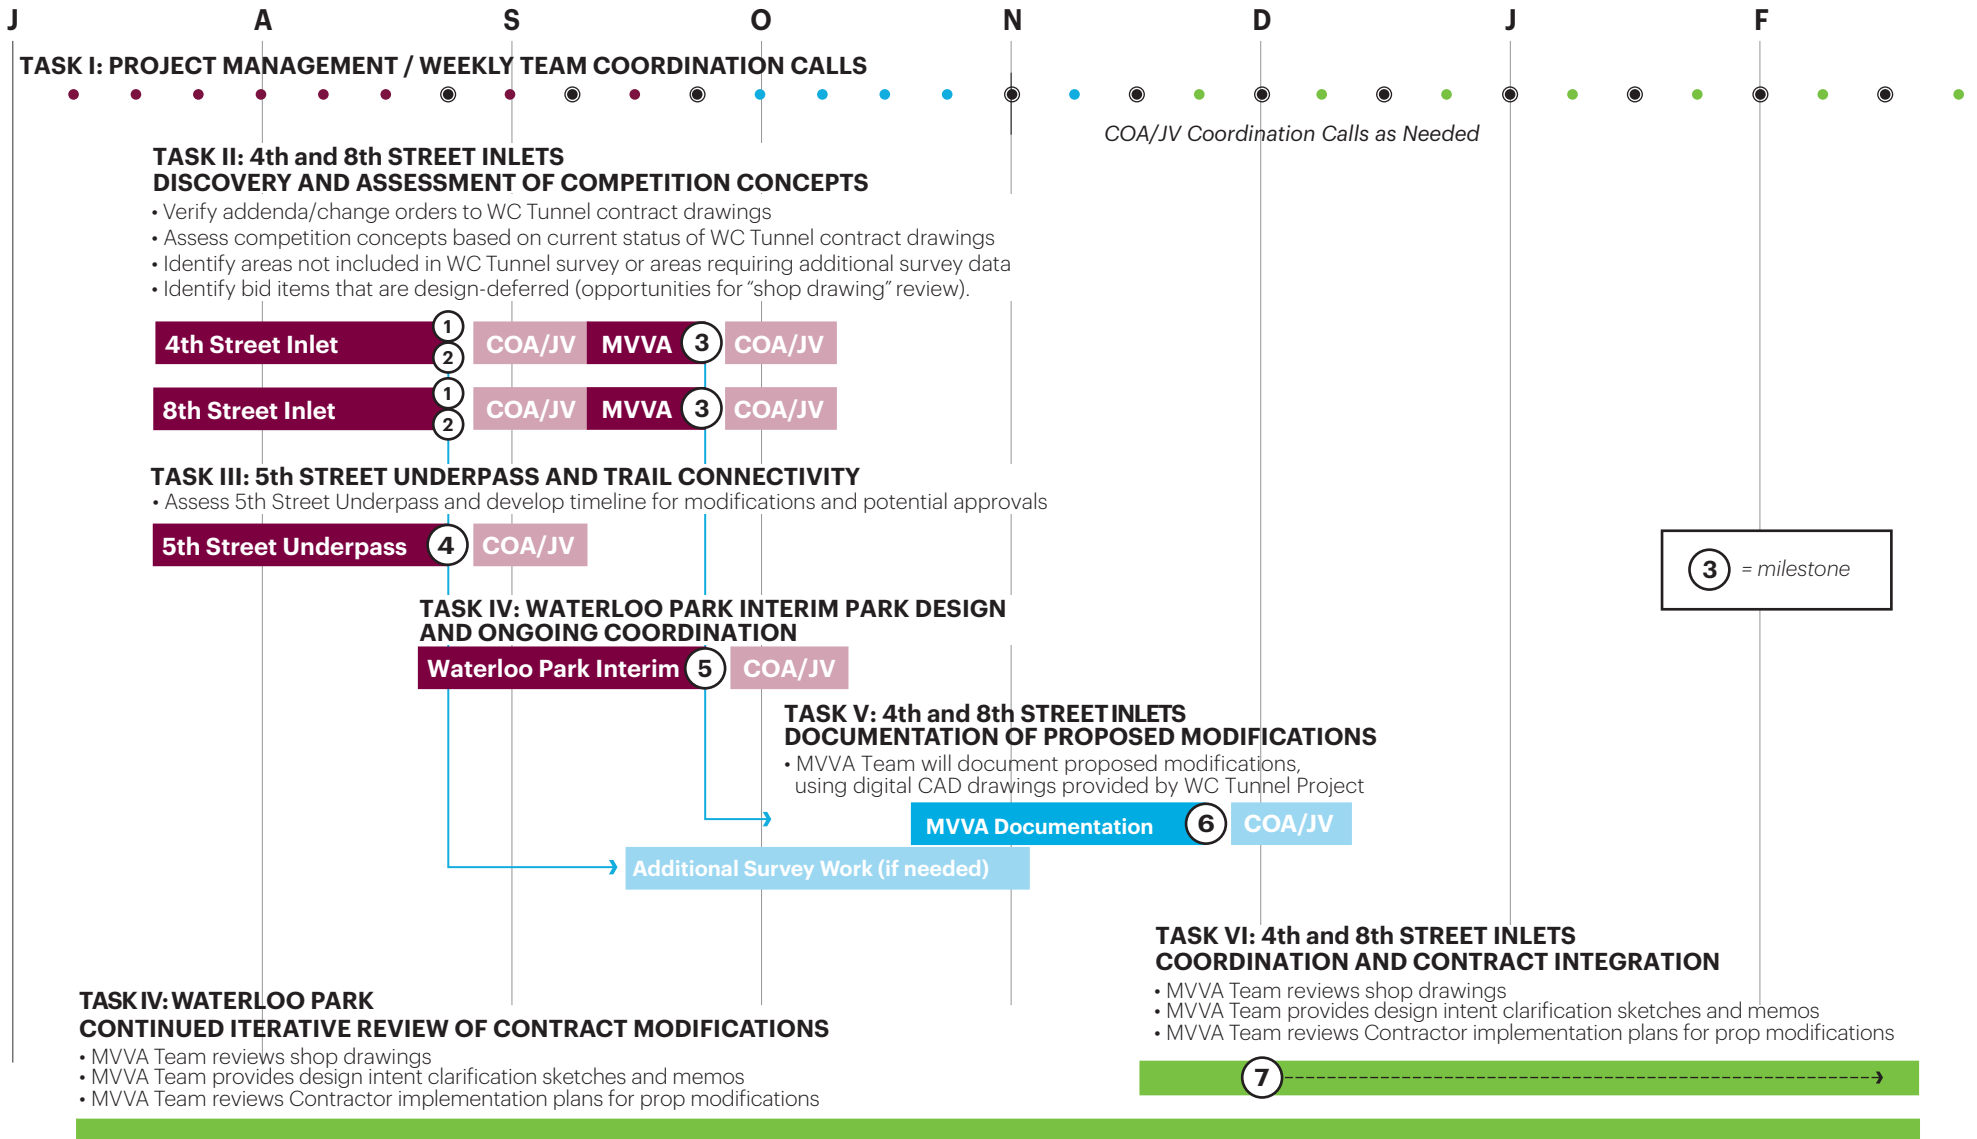 J A S O N D J F
TASK I: PROJECT MANAGEMENT / WEEKLY TEAM COORDINATION CALLS
COA/JV Coordination Calls as Needed
TASK II: 4th and 8th STREET INLETS
DISCOVERY AND ASSESSMENT OF COMPETITION CONCEPTS
• Verify addenda/change orders to WC Tunnel contract drawings
• Assess competition concepts based on current status of WC Tunnel contract drawings
• Identify areas not included in WC Tunnel survey or areas requiring additional survey data
• Identify bid items that are design-deferred (opportunities for “shop drawing” review).
4th Street Inlet 1 2 COA/JV MVVA 3 COA/JV
8th Street Inlet 1 2 COA/JV MVVA 3 COA/JV
TASK III: 5th STREET UNDERPASS AND TRAIL CONNECTIVITY
• Assess 5th Street Underpass and develop timeline for modifications and potential approvals
5th Street Underpass 4 COA/JV
3 = milestone
TASK IV: WATERLOO PARK INTERIM PARK DESIGN
AND ONGOING COORDINATION
Waterloo Park Interim 5 COA/JV
TASK V: 4th and 8th STREET INLETS
DOCUMENTATION OF PROPOSED MODIFICATIONS
• MVVA Team will document proposed modifications,
using digital CAD drawings provided by WC Tunnel Project
MVVA Documentation 6 COA/JV
Additional Survey Work (if needed)
TASK VI: 4th and 8th STREET INLETS
COORDINATION AND CONTRACT INTEGRATION
• MVVA Team reviews shop drawings
• MVVA Team provides design intent clarification sketches and memos
• MVVA Team reviews Contractor implementation plans for prop modifications
7
TASK IV: WATERLOO PARK
CONTINUED ITERATIVE REVIEW OF CONTRACT MODIFICATIONS
• MVVA Team reviews shop drawings
• MVVA Team provides design intent clarification sketches and memos
• MVVA Team reviews Contractor implementation plans for prop modifications